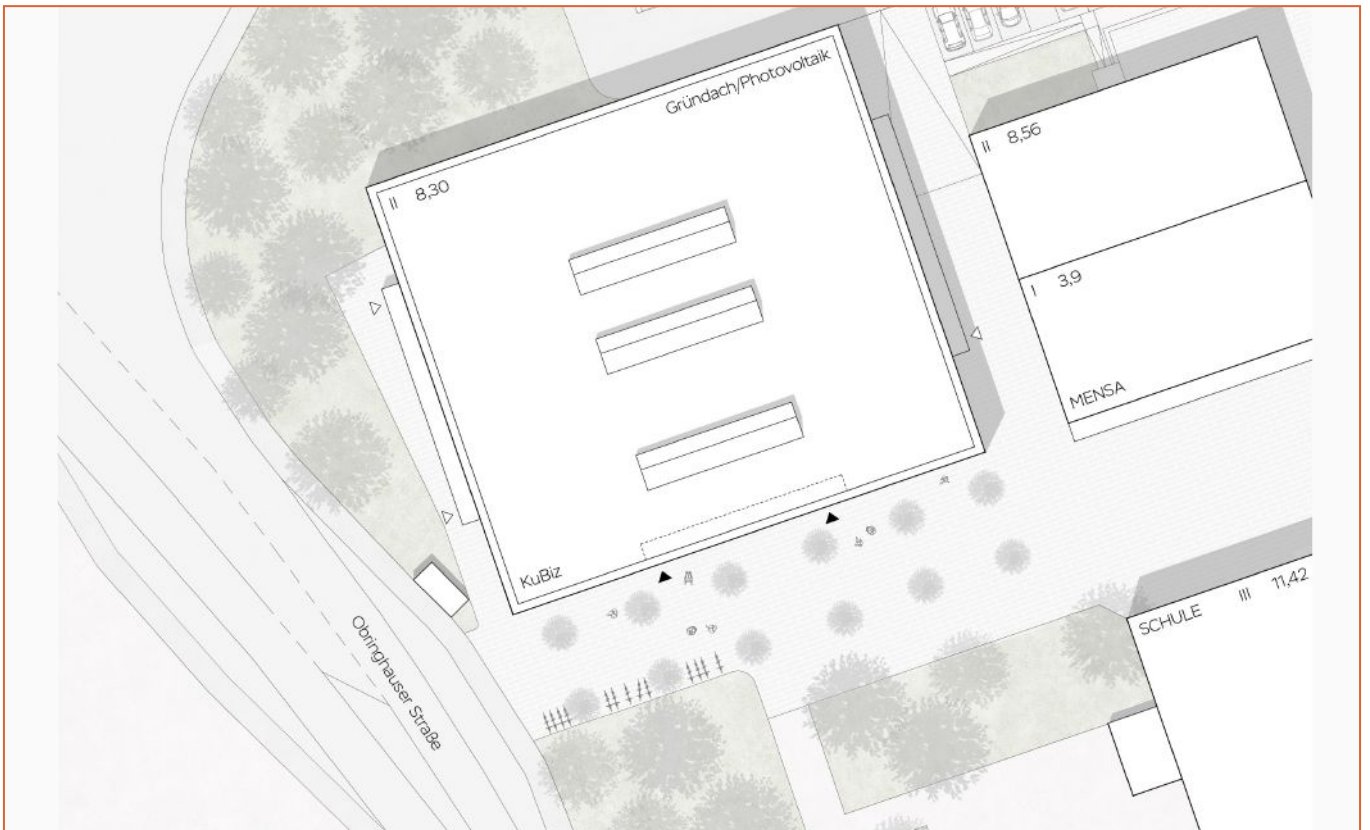 Gründach/Photovoltaik
II 8,30
II 8,56
I 3,9
MENSA
KuBiz
SCHULE III 11,42
Obringhauser Straße